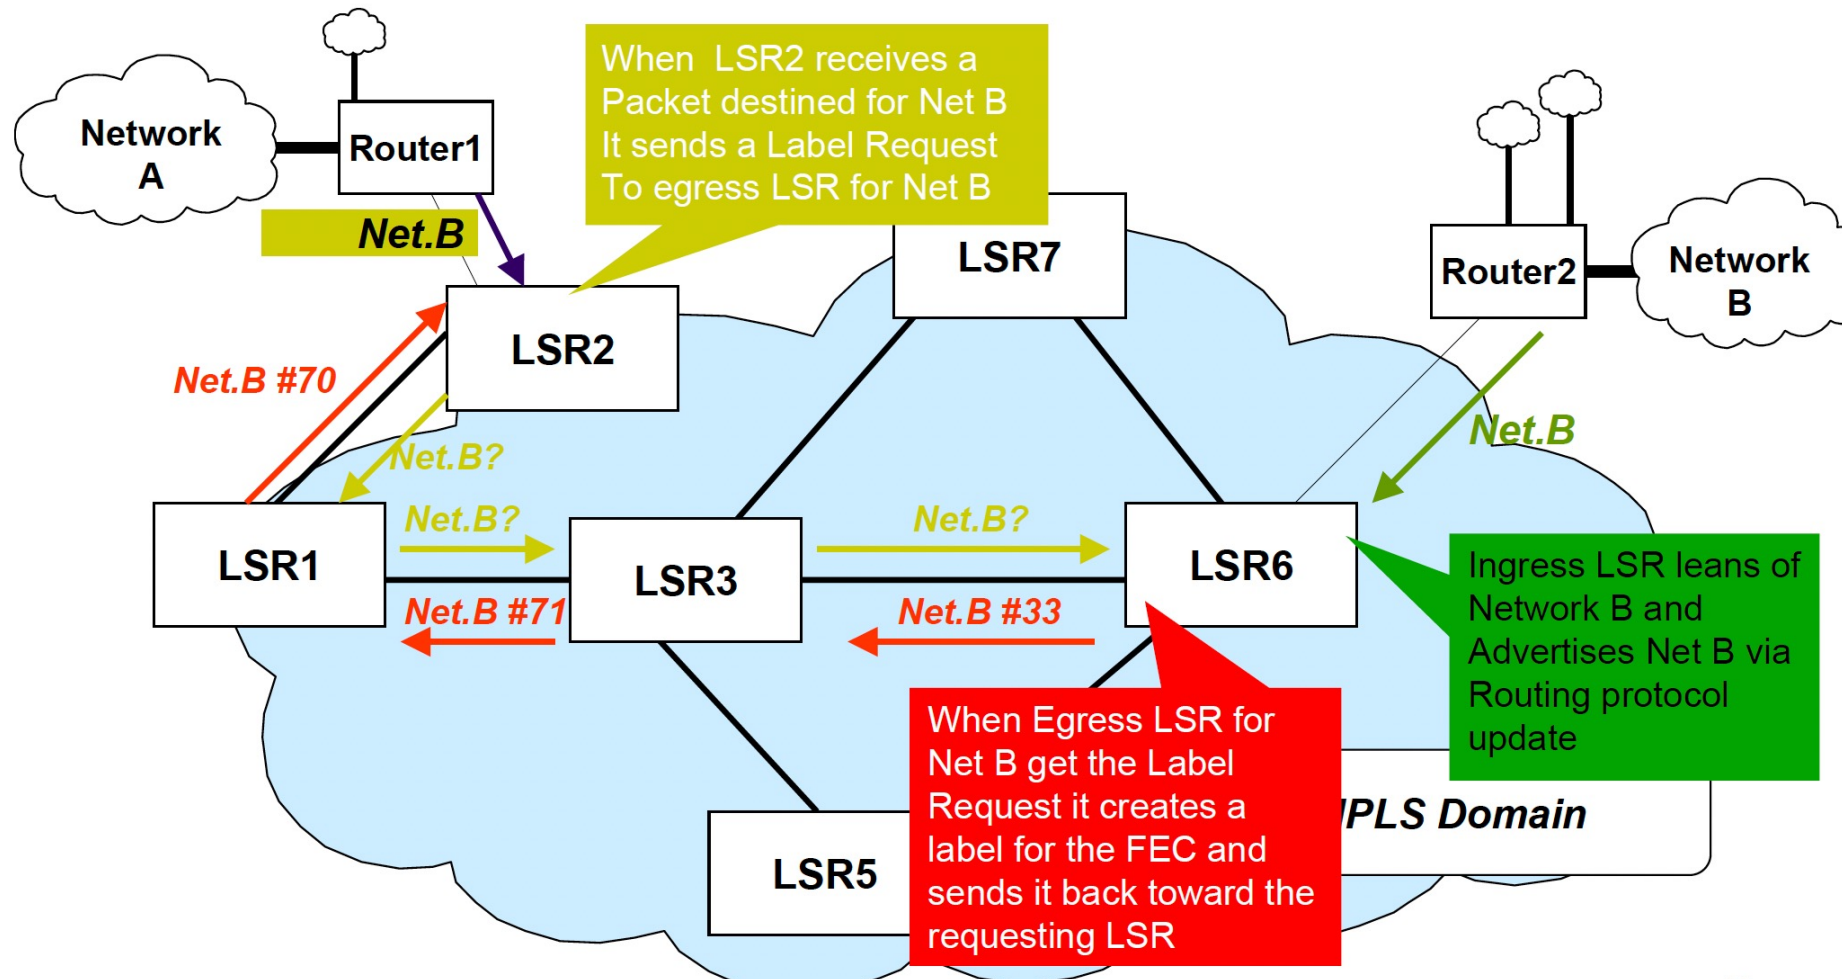 When LSR2 receives a
Packet destined for Net B
It sends a Label Request
To egress LSR for Net B
Network
A
Router1
Net.B
LSR7
Router2
Network
B
LSR2
Net.B #70
Net.B?
Net.B
Net.B?
Net.B?
LSR1
LSR3
LSR6
Net.B #71
Net.B #33
Ingress LSR leans of
Network B and
Advertises Net B via
Routing protocol
update
When Egress LSR for
Net B get the Label
Request it creates a
label for the FEC and
sends it back toward the
requesting LSR
LSR5
PLS Domain